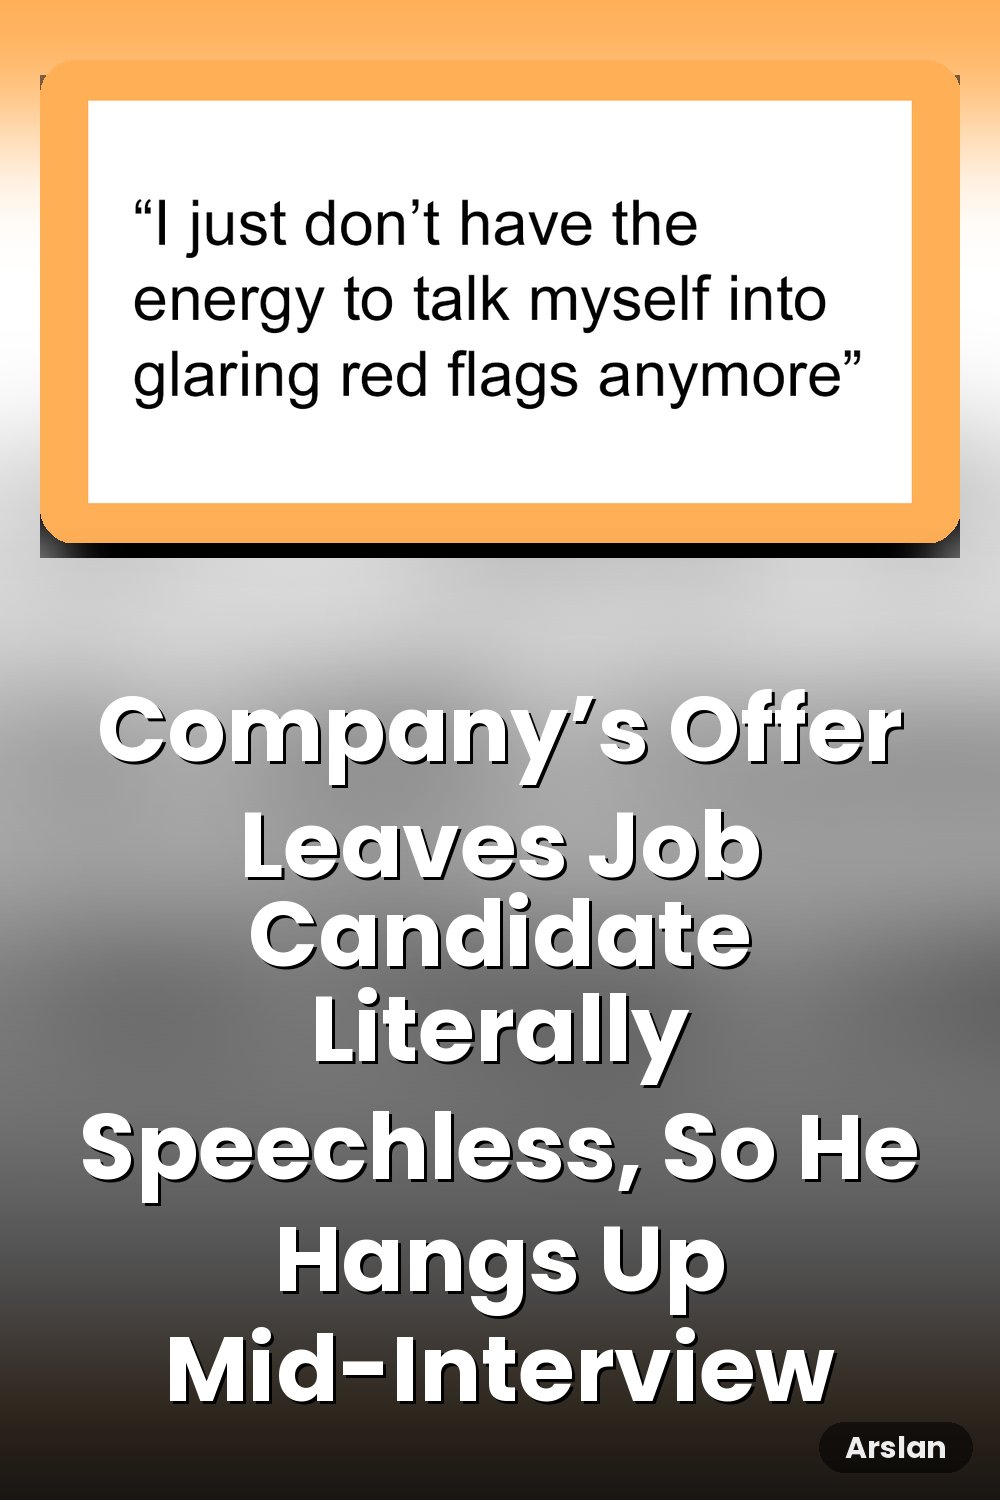 “I just don’t have the
energy to talk myself into
glaring red flags anymore”
Company’s Offer
Leaves Job
Candidate
Literally
Speechless, So He
Hangs Up
Mid-Interview
Arslan